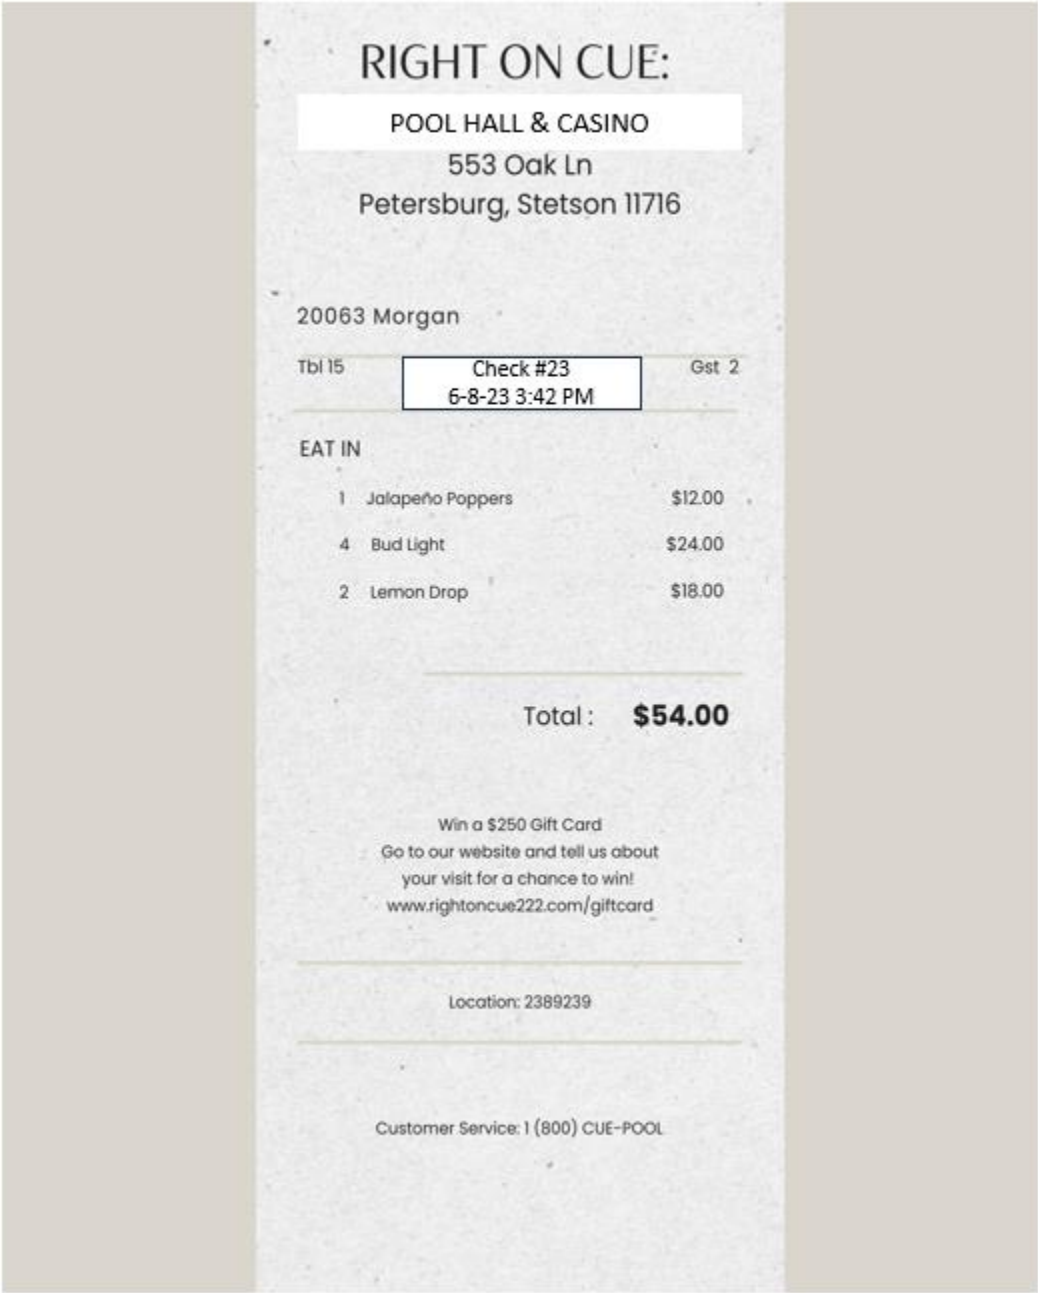 RIGHT ON CUE:
POOL HALL & CASINO
553 Oak Ln
Petersburg, Stetson 11716
20063 Morgan
Tbl 15 Check #23 Gst 2
6-8-23 3:42 PM
EAT IN
1 Jalapeño Poppers $12.00
4 Bud Light $24.00
2 Lemon Drop $18.00
Total : $54.00
Win a $250 Gift Card
Go to our website and tell us about
your visit for a chance to win!
www.rightoncue222.com/giftcard
Location: 2389239
Customer Service: 1 (800) CUE-POOL